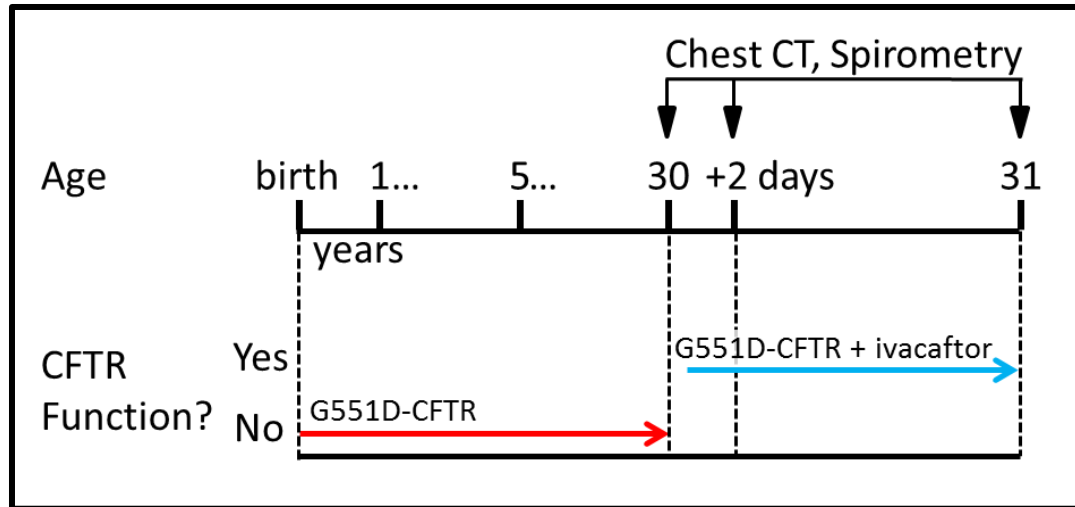 Chest CT, Spirometry
Age birth 1... 5... 30 +2 days 31
years
CFTR Function?
Yes
G551D-CFTR + ivacaftor
No
G551D-CFTR